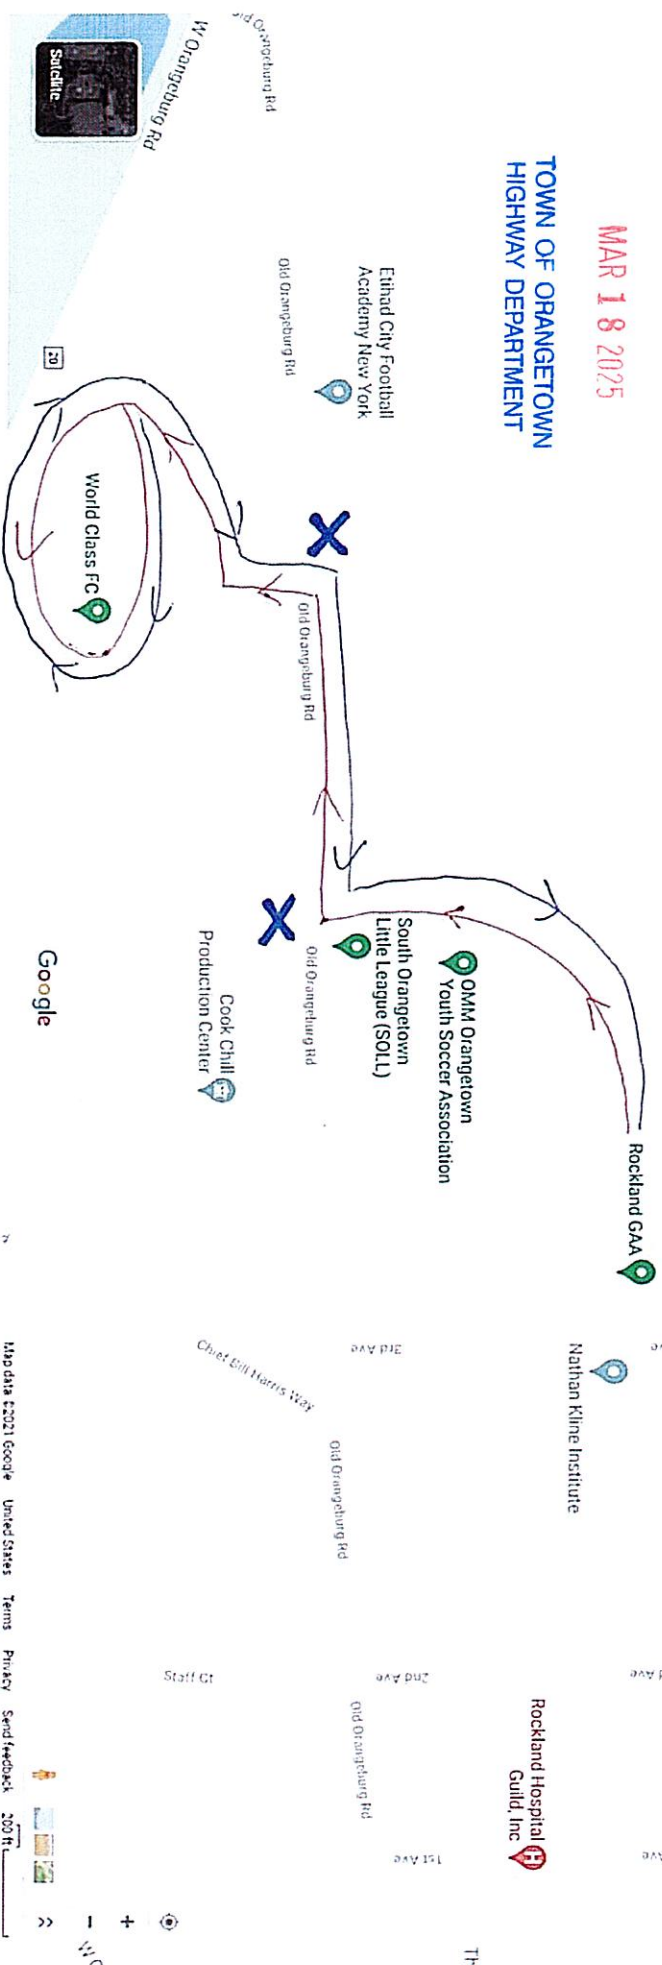 MAR 18 2025
TOWN OF ORANGETOWN
HIGHWAY DEPARTMENT
Rockland GAA
Nathan Kline Institute
Rockland Hospital
Guild, Inc
OMM Orangetown
Youth Soccer Association
South Orangetown
Little League (SOLL)
Etihad City Football
Academy New York
3rd Ave
2nd Ave
1st Ave
Old Orangeburg Rd
Old Orangeburg Rd
Old Orangeburg Rd
Old Orangeburg Rd
Old Orangeburg Rd
Old Orangeburg Rd
W Orangeburg Rd
Chief Bill Harris Way
Staff Ct
Cook Chill
Production Center
World Class FC
Satellite
20
Google
Map data ©2021 Google United States Terms Privacy Send feedback 200 ft